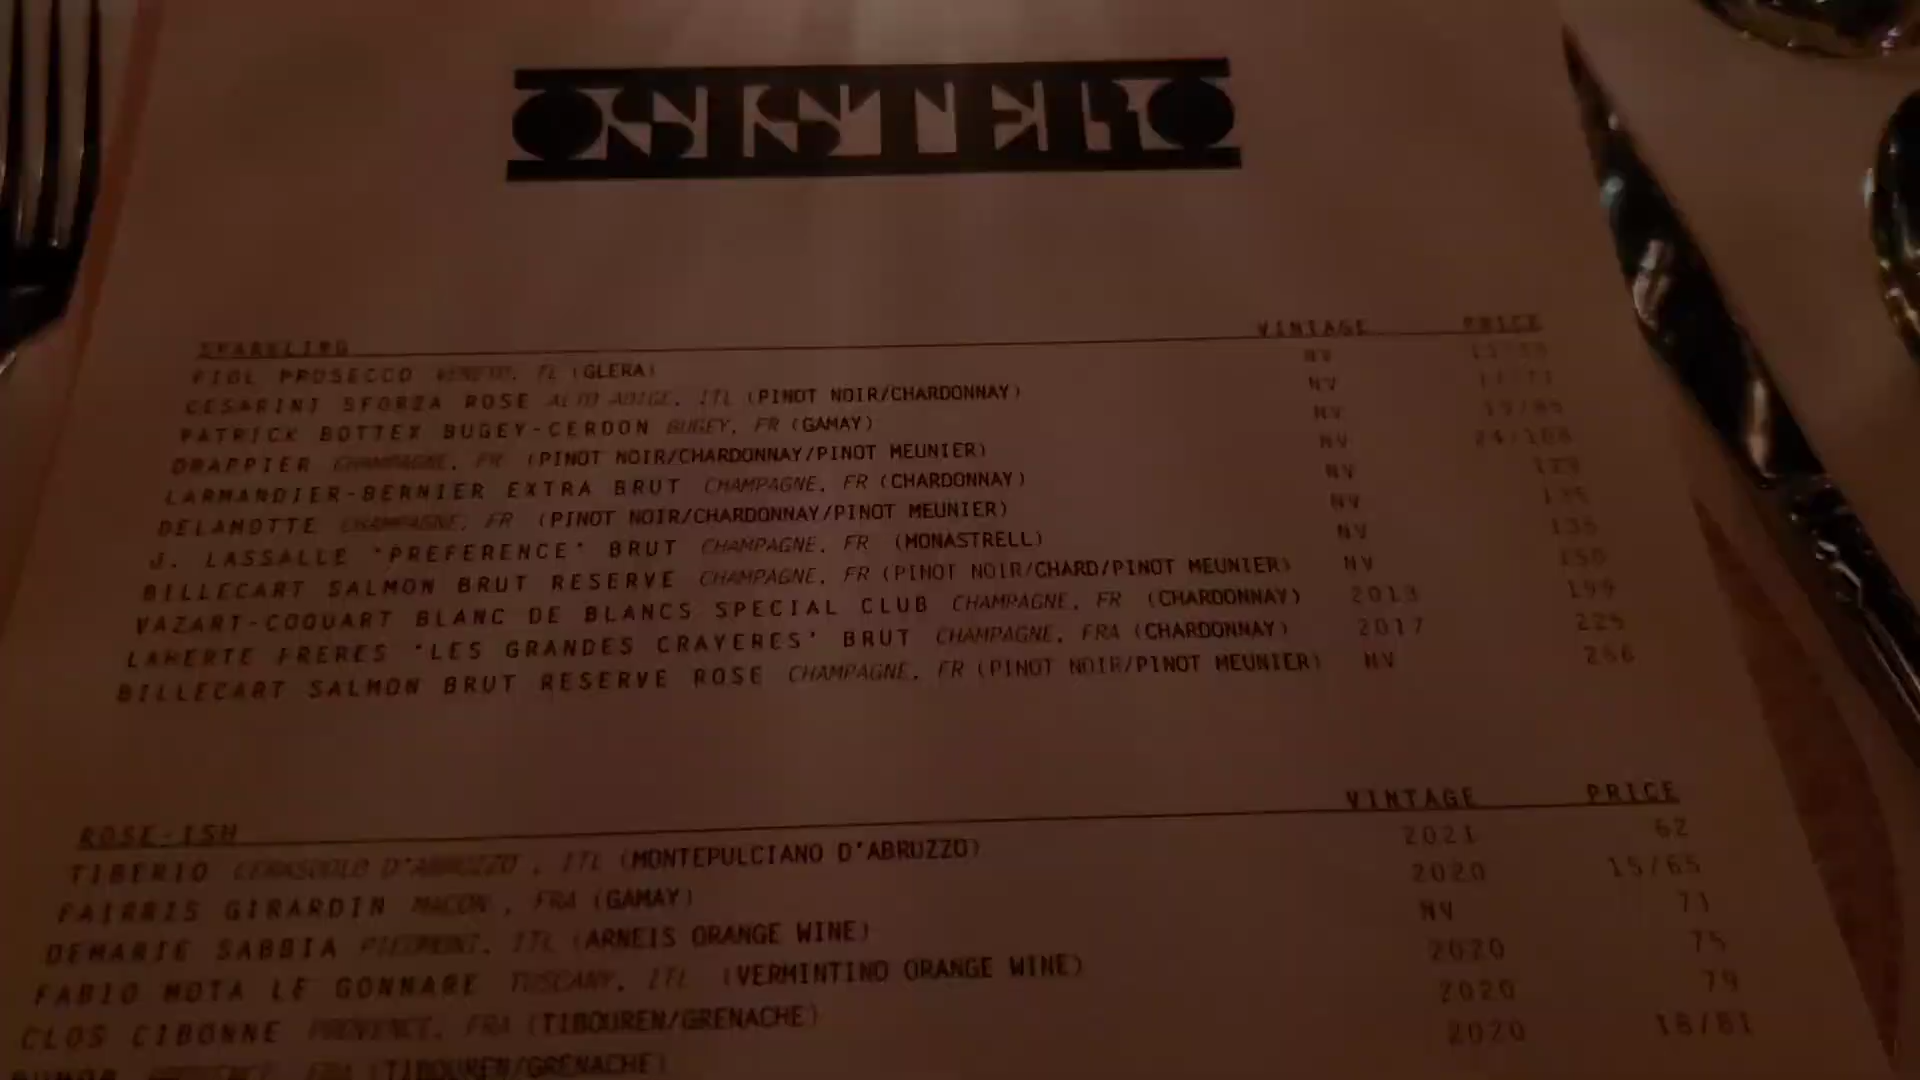 OSISTERO
SPARKLING VINTAGE PRICE
FIOL PROSECCO VENETO, IL (GLERA) NV
CESARINI SFORZA ROSE ALTO ADIGE, ITL (PINOT NOIR/CHARDONNAY) NV
PATRICK BOTTEX BUGEY-CERDON BUGEY, FR (GAMAY) NV
DRAPPIER CHAMPAGNE, FR (PINOT NOIR/CHARDONNAY/PINOT MEUNIER) NV
LARMANDIER-BERNIER EXTRA BRUT CHAMPAGNE, FR (CHARDONNAY) NV
DELAMOTTE CHAMPAGNE, FR (PINOT NOIR/CHARDONNAY/PINOT MEUNIER) NV
J. LASSALLE 'PREFERENCE' BRUT CHAMPAGNE, FR (MONASTRELL) NV
BILLECART SALMON BRUT RESERVE CHAMPAGNE, FR (PINOT NOIR/CHARD/PINOT MEUNIER) NV
VAZART-COQUART BLANC DE BLANCS SPECIAL CLUB CHAMPAGNE, FR (CHARDONNAY) 2013 199
LAHERTE FRERES 'LES GRANDES CRAYERES' BRUT CHAMPAGNE, FRA (CHARDONNAY) 2017 225
BILLECART SALMON BRUT RESERVE ROSE CHAMPAGNE, FR (PINOT NOIR/PINOT MEUNIER) NV
ROSE-ISH VINTAGE PRICE
TIBERIO CERASUOLO D'ABRUZZO, ITL (MONTEPULCIANO D'ABRUZZO) 2021 62
FAIRRIS GIRARDIN MACON, FRA (GAMAY) 2020 15/65
DEMARIE SABBIA PIEDMONT, ITL (ARNEIS ORANGE WINE) NV 71
FABIO MOTA LE GONNARE TUSCANY, ITL (VERMINTINO ORANGE WINE) 2020 75
CLOS CIBONNE PROVENCE, FRA (TIBOUREN/GRENACHE) 2020 79
PROVENCE, FRA (TIBOUREN/GRENACHE) 2020 18/81